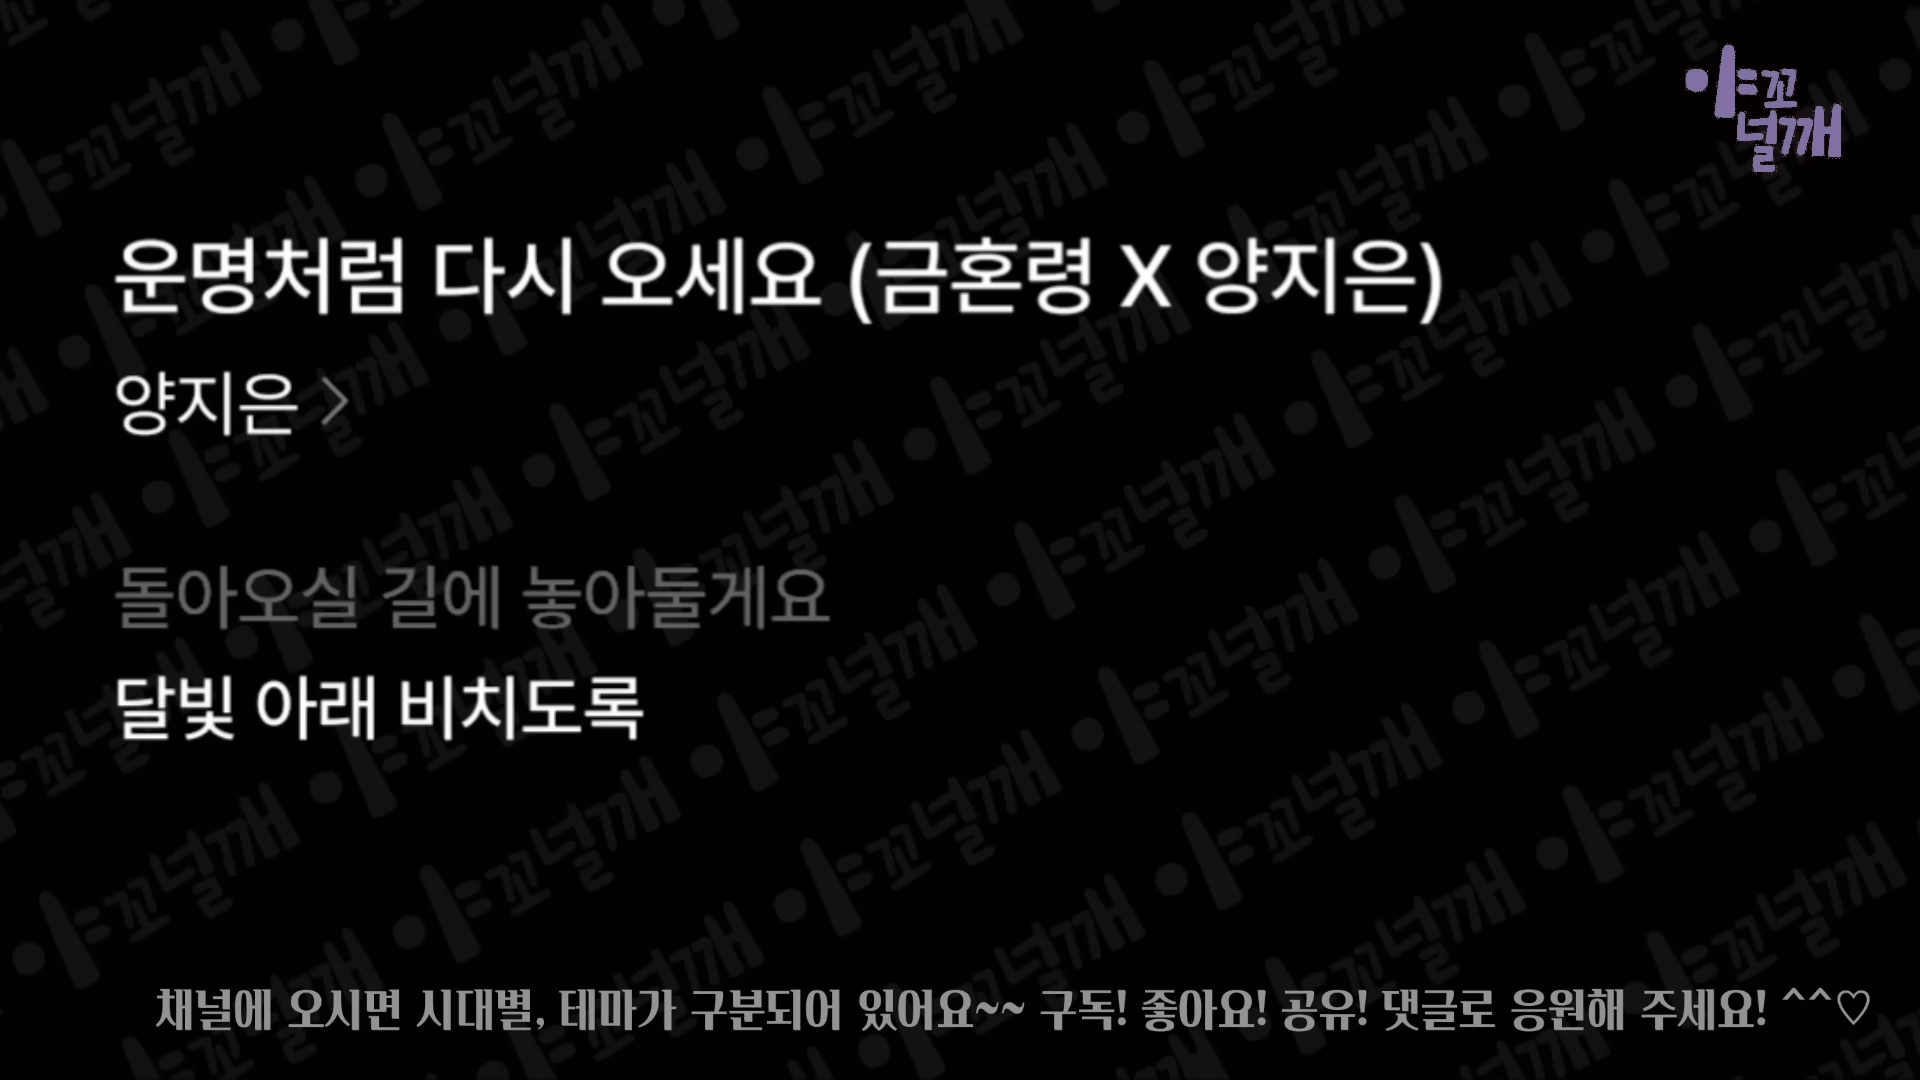 야꼬
널깨
운명처럼 다시 오세요 (금혼령 X 양지은)
양지은 >
돌아오실 길에 놓아둘게요
달빛 아래 비치도록
채널에 오시면 시대별, 테마가 구분되어 있어요~~ 구독! 좋아요! 공유! 댓글로 응원해 주세요! ^^♡